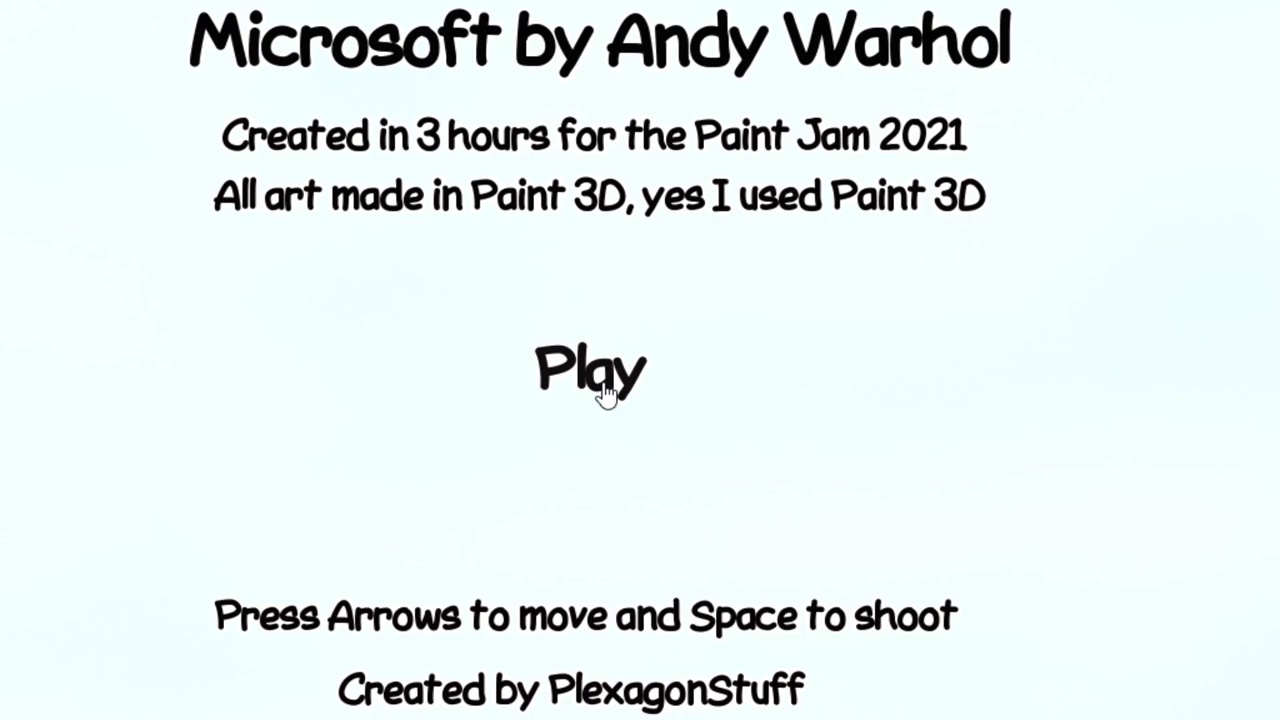 Microsoft by Andy Warhol
Created in 3 hours for the Paint Jam 2021
All art made in Paint 3D, yes I used Paint 3D
Play
Press Arrows to move and Space to shoot
Created by PlexagonStuff